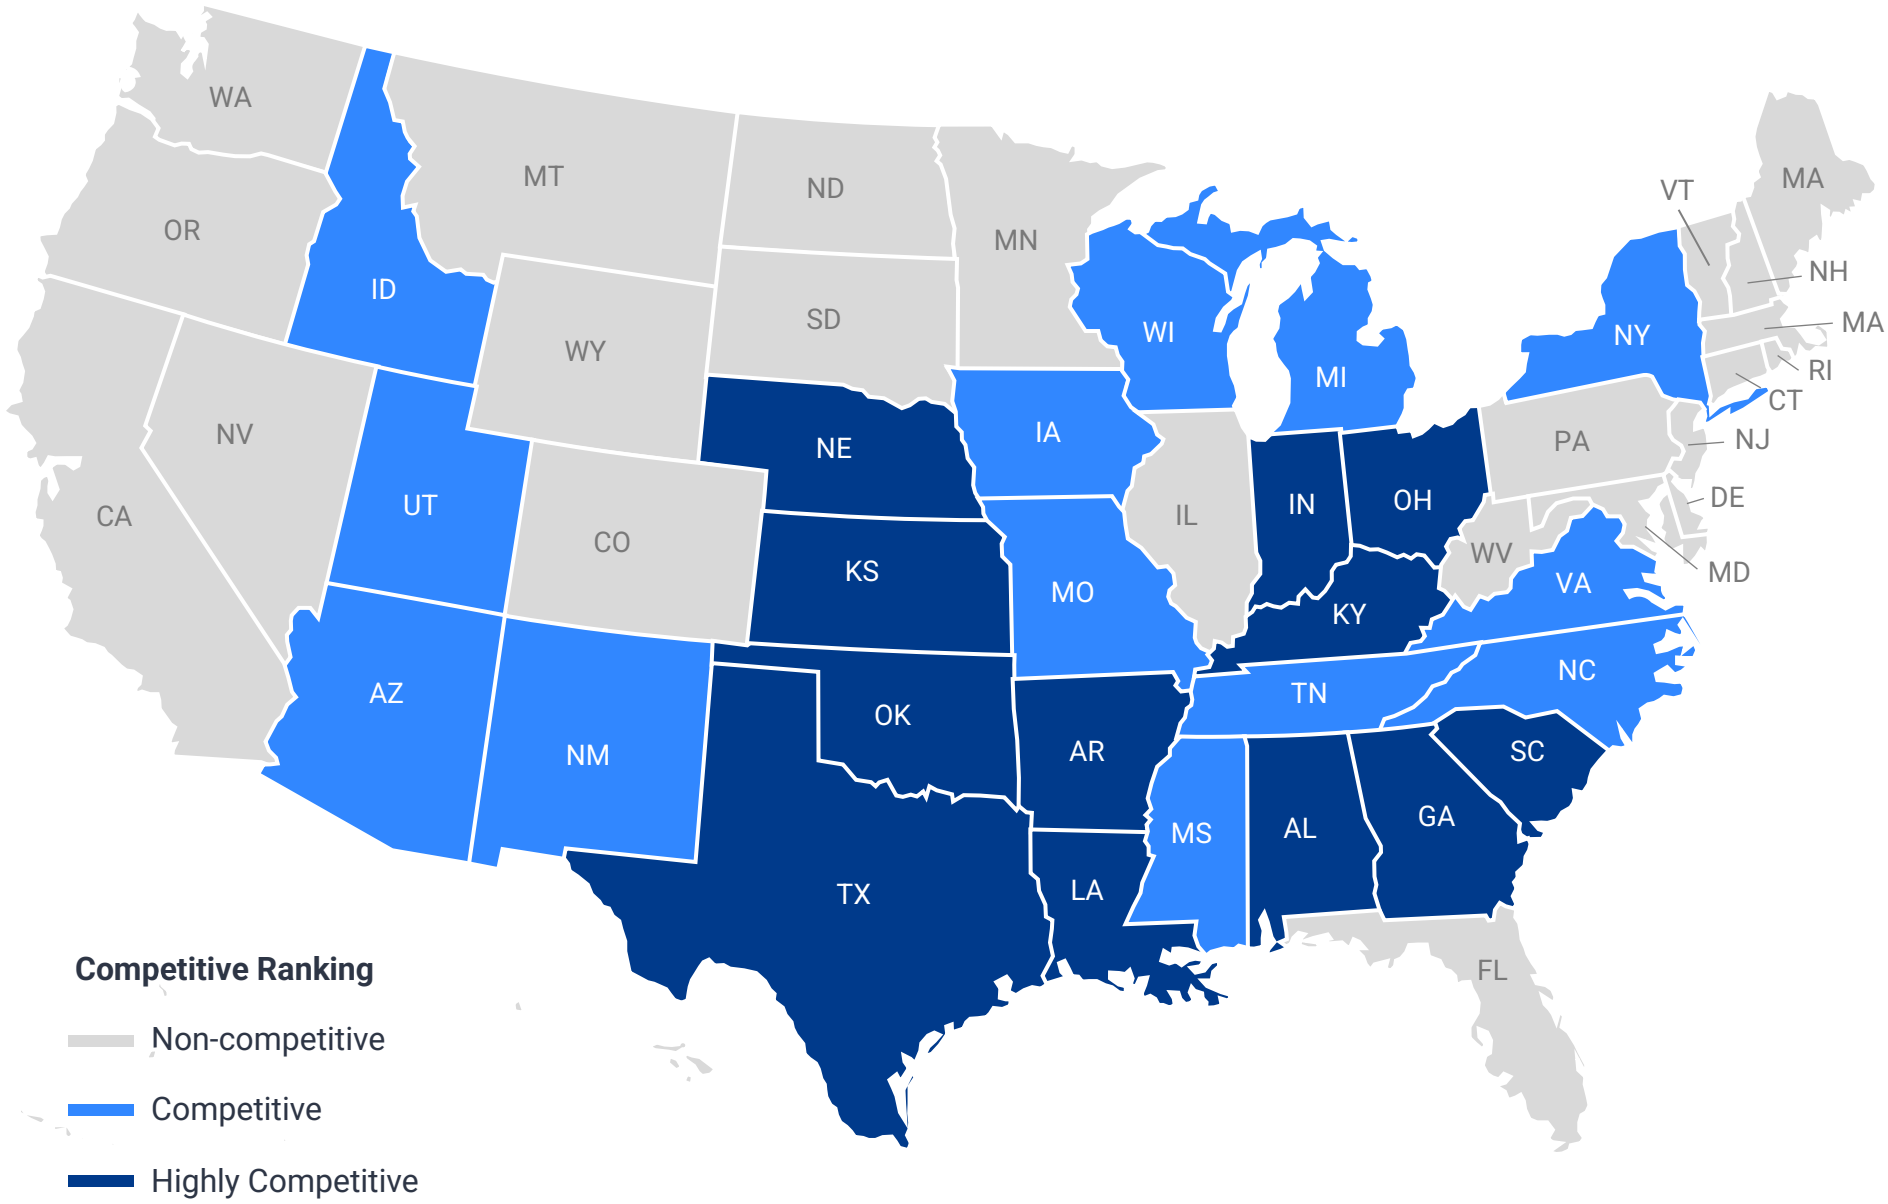 WA
MT
ND
MN
VT
MA
OR
ID
SD
WY
WI
MI
NY
NH
MA
RI
CT
NV
UT
CO
NE
IA
IL
IN
OH
PA
NJ
DE
MD
CA
KS
MO
KY
WV
VA
AZ
NM
OK
AR
TN
NC
SC
TX
LA
MS
AL
GA
FL
Competitive Ranking
Non-competitive
Competitive
Highly Competitive